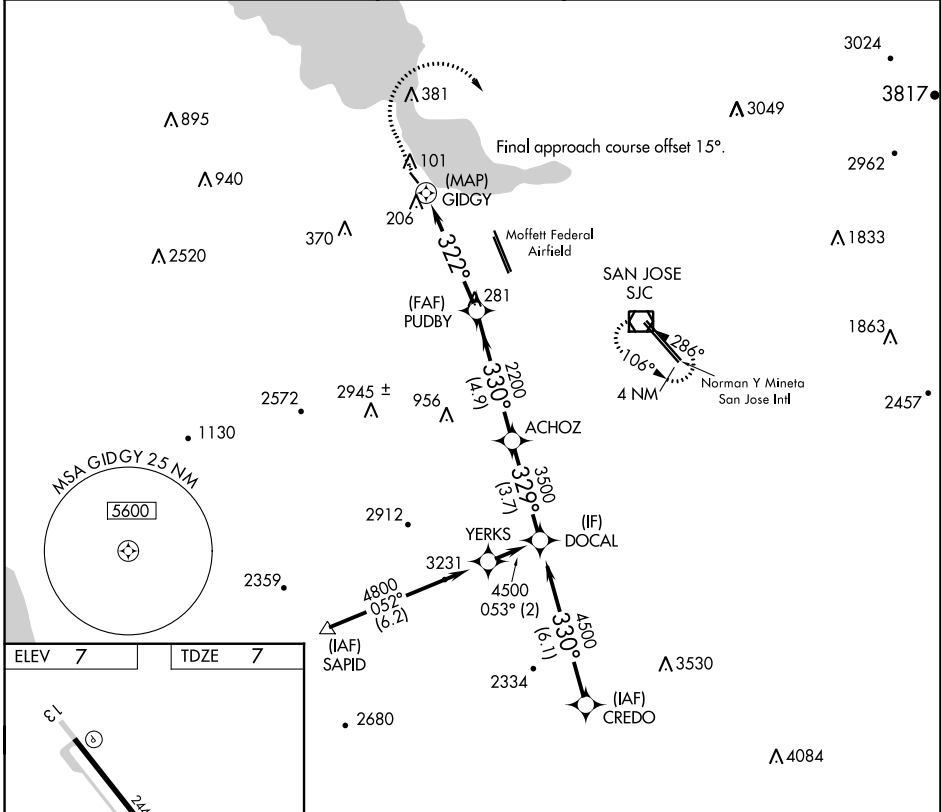 3024
381
3817
895
3049
Final approach course offset 15°.
101
2962
940
(MAP)
GIDGY
206
370
Moffett Federal
Airfield
1833
2520
322°
SAN JOSE
SJC
(FAF)
PUDBY
281
286°
1863
106°
4 NM
2200
330°
(4.9)
Norman Y Mineta
San Jose Intl
2945 ±
2572
956
2457
1130
ACHOZ
MSA GIDGY 25 NM
3500
329°
(3.7)
5600
2912
YERKS
(IF)
DOCAL
3231
2359
4800
052°
(6.2)
4500
053° (2)
4500
330°
(6.1)
(IAF)
SAPID
ELEV 7
TDZE 7
2334
3530
(IAF)
CREDO
13
P
2680
4084